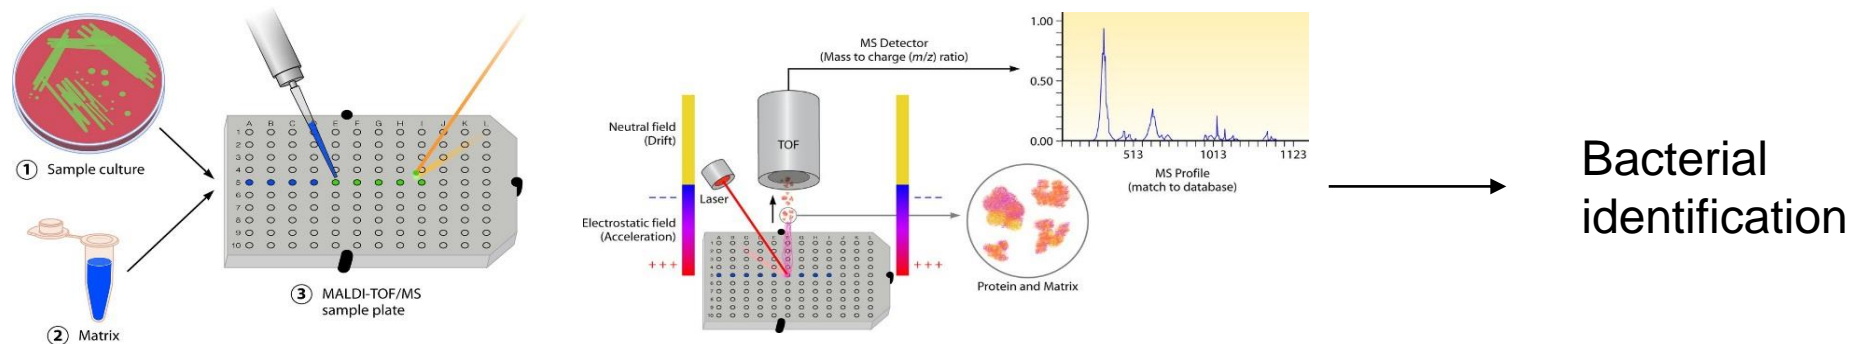 ① Sample culture
② Matrix
A B C D E F G H I J K L
1
2
3
4
5
6
7
8
9
10
③ MALDI-TOF/MS
sample plate
Neutral field
(Drift)
Electrostatic field
(Acceleration)
– – –
+ + +
Laser
TOF
– – –
+ + +
MS Detector
(Mass to charge (m/z) ratio)
Protein and Matrix
1.00
0.50
0.00
513 1013 1123
MS Profile
(match to database)
Bacterial
identification